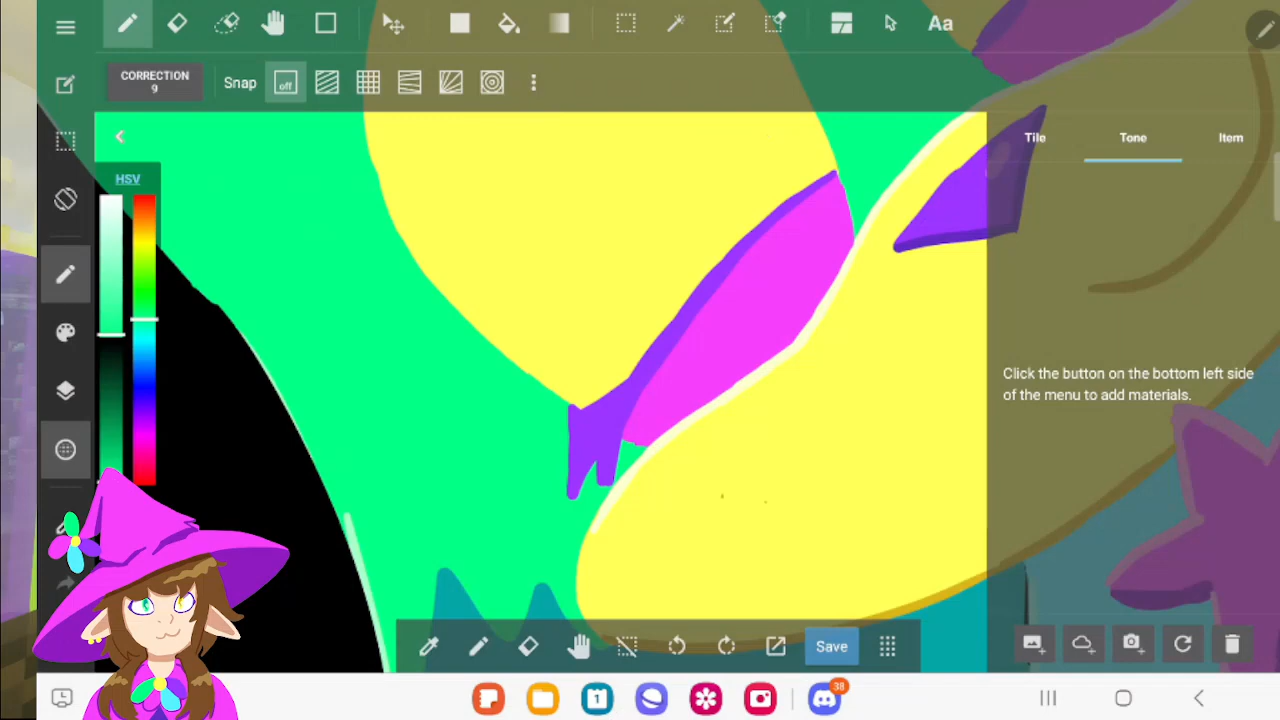 Aa
CORRECTION
9
Snap
off
Tile
Tone
Item
HSV
Click the button on the bottom left side
of the menu to add materials.
Save
1
38